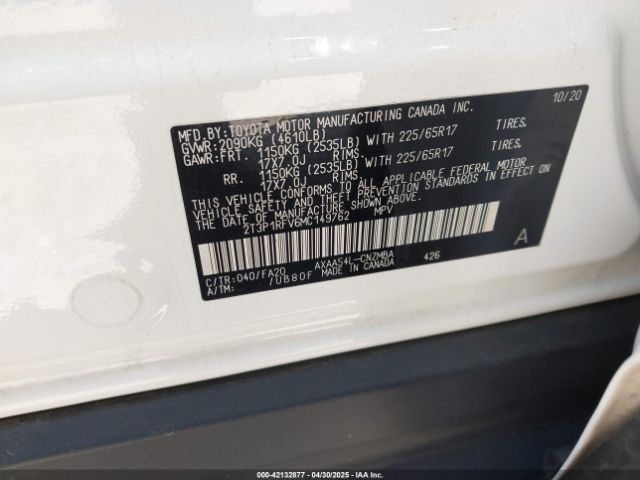 MFD. BY: TOYOTA MOTOR MANUFACTURING CANADA INC. 10/20
GVWR: 2090KG (4610LB)
GAWR: FRT. 1150KG (2535LB) WITH 225/65R17 TIRES.
17X7.0J RIMS.
RR. 1150KG (2535LB) WITH 225/65R17 TIRES.
17X7.0J RIMS.
THIS VEHICLE CONFORMS TO ALL APPLICABLE FEDERAL MOTOR
VEHICLE SAFETY AND THEFT PREVENTION STANDARDS IN
EFFECT ON THE DATE OF MANUFACTURE SHOWN ABOVE.
2T3P1RFV6MC149762 MPV
A
C/TR: 040/FA20 AXAA54L-CNZMBA 426
A/TM: /UB80F MADE IN CANADA
000-42132877 - 04/30/2025 - IAA Inc.